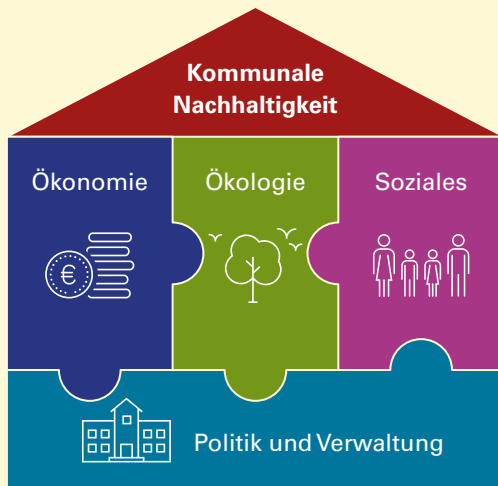 Kommunale
Nachhaltigkeit
Ökonomie
Ökologie
Soziales
€
Politik und Verwaltung